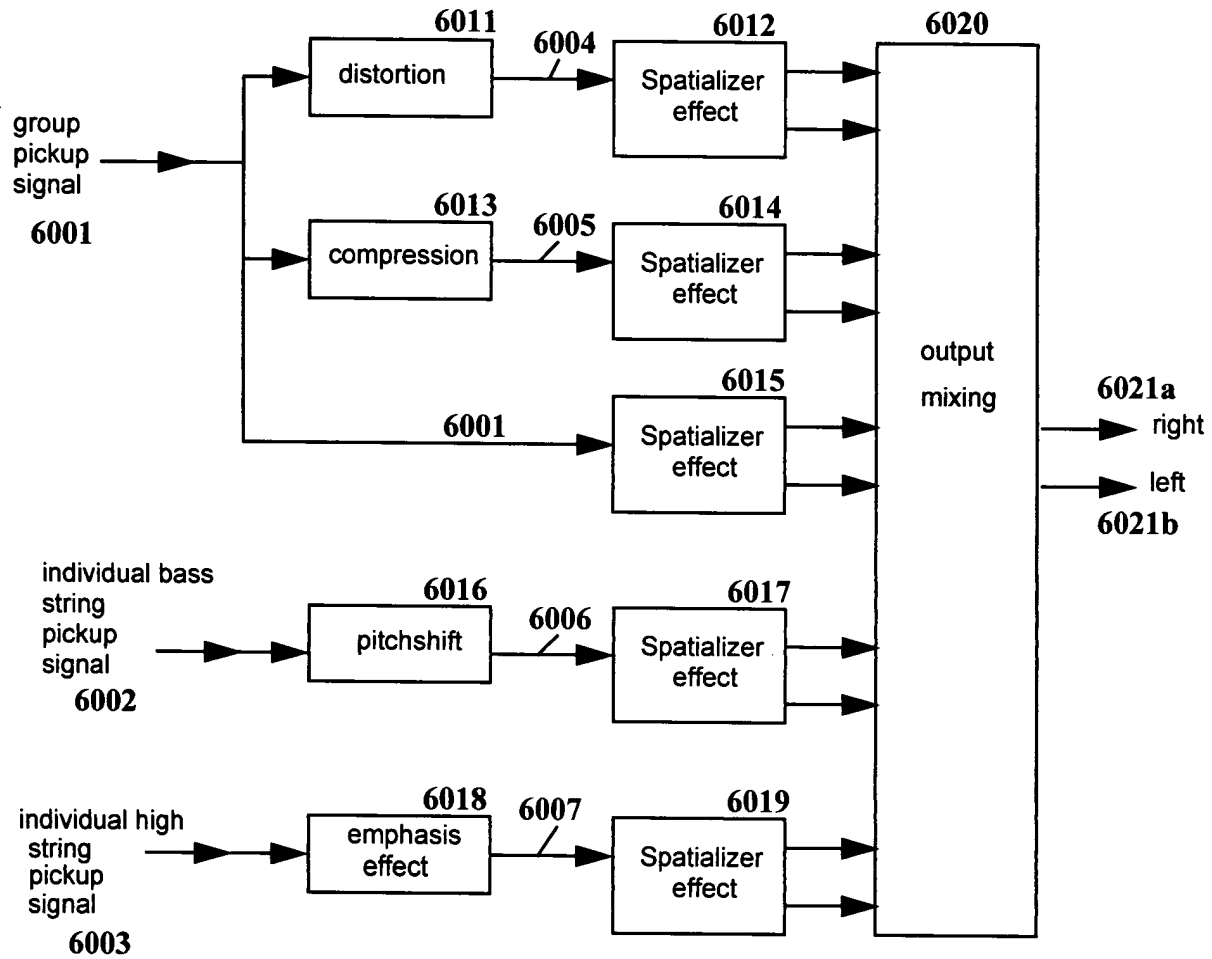 6011
distortion
6004
6012
Spatializer
effect
6020
group
pickup
signal
6001
6013
compression
6005
6014
Spatializer
effect
output
mixing
6015
6001
Spatializer
effect
6021a
right
left
6021b
individual bass
string
pickup
signal
6002
6016
pitchshift
6006
6017
Spatializer
effect
individual high
string
pickup
signal
6003
6018
emphasis
effect
6007
6019
Spatializer
effect